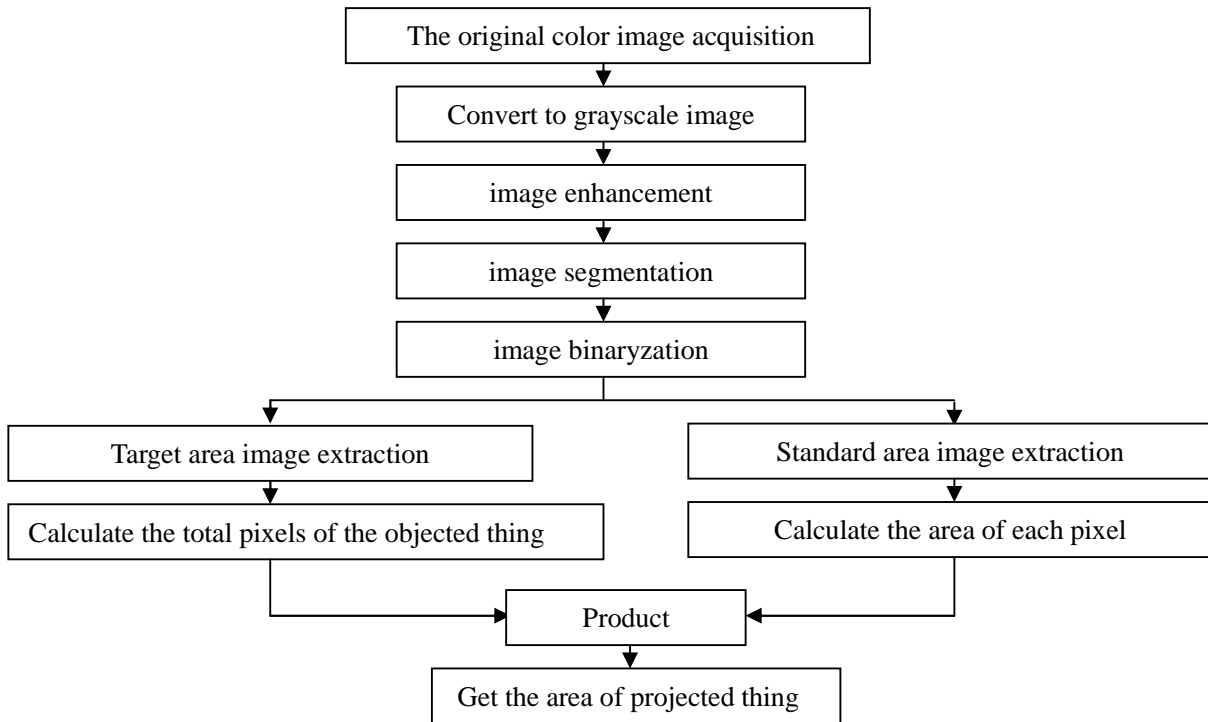 The original color image acquisition
Convert to grayscale image
image enhancement
image segmentation
image binaryzation
Target area image extraction
Standard area image extraction
Calculate the total pixels of the objected thing
Calculate the area of each pixel
Product
Get the area of projected thing